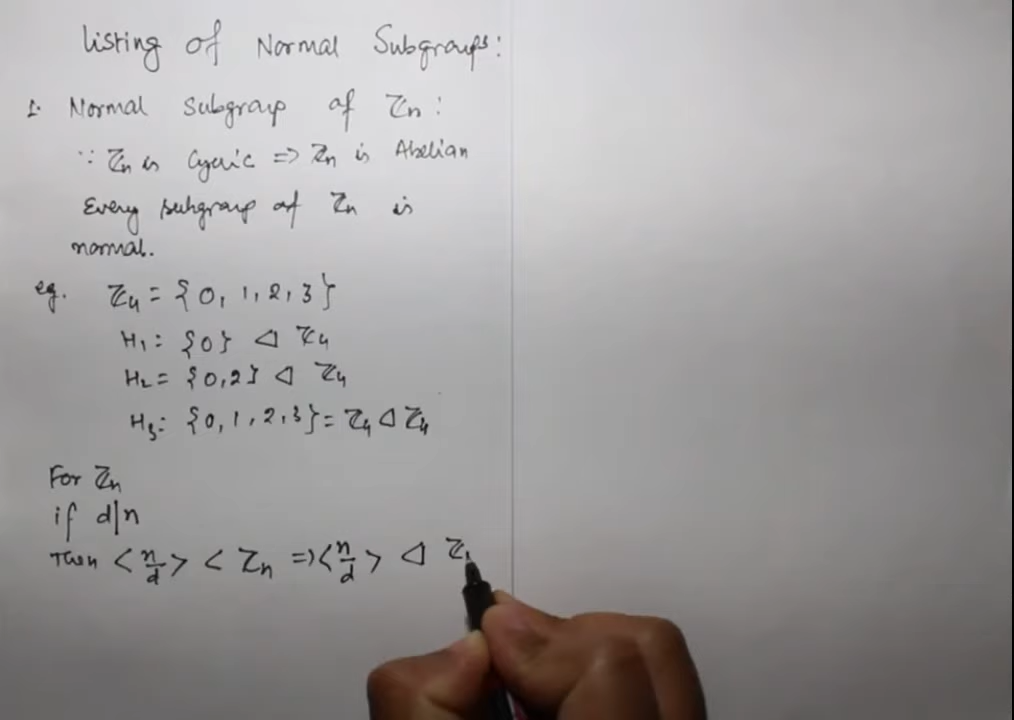 Listing of Normal Subgroups:
1. Normal Subgroup of Zn:
∵ Zn is Cyclic => Zn is Abelian
Every subgroup of Zn is
normal.
eg. Z4 = {0, 1, 2, 3}
H1 = {0} ⊲ Z4
H2 = {0, 2} ⊲ Z4
H3 = {0, 1, 2, 3} = Z4 ⊲ Z4
For Zn
if d|n
Then <n/d> < Zn => <n/d> ⊲ Z